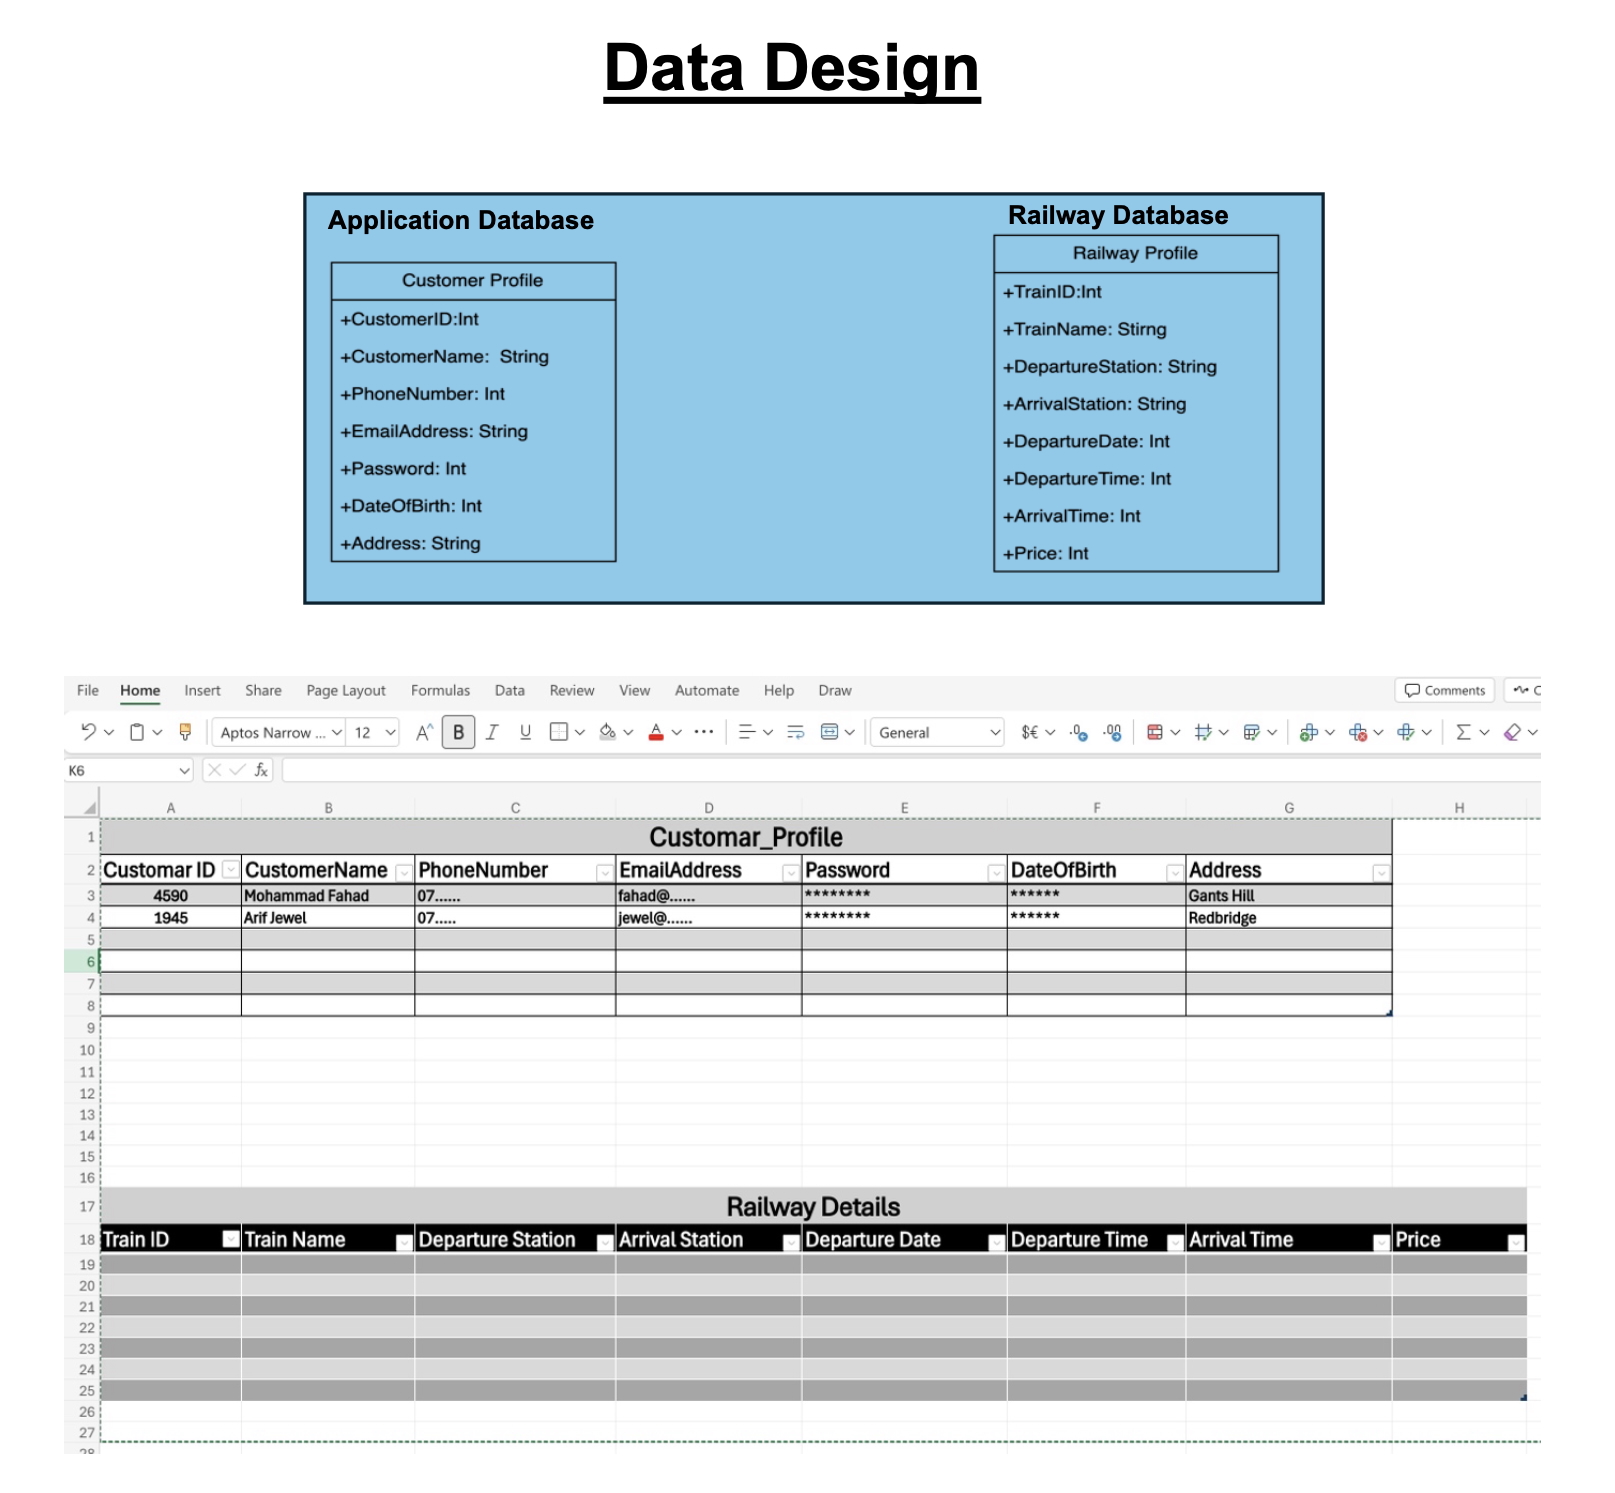 Data Design
Application Database
Customer Profile
+CustomerID:Int
+CustomerName: String
+PhoneNumber: Int
+EmailAddress: String
+Password: Int
+DateOfBirth: Int
+Address: String
Railway Database
Railway Profile
+TrainID:Int
+TrainName: Stirng
+DepartureStation: String
+ArrivalStation: String
+DepartureDate: Int
+DepartureTime: Int
+ArrivalTime: Int
+Price: Int
File Home Insert Share Page Layout Formulas Data Review View Automate Help Draw Comments
Aptos Narrow ... 12 A B I U A General $€ .0 .00
K6 fx
A B C D E F G H
1 Customar_Profile
2 Customar ID CustomerName PhoneNumber EmailAddress Password DateOfBirth Address
3 4590 Mohammad Fahad 07...... fahad@...... ******** ****** Gants Hill
4 1945 Arif Jewel 07..... jewel@...... ******** ****** Redbridge
5
6
7
8
9
10
11
12
13
14
15
16
17 Railway Details
18 Train ID Train Name Departure Station Arrival Station Departure Date Departure Time Arrival Time Price
19
20
21
22
23
24
25
26
27